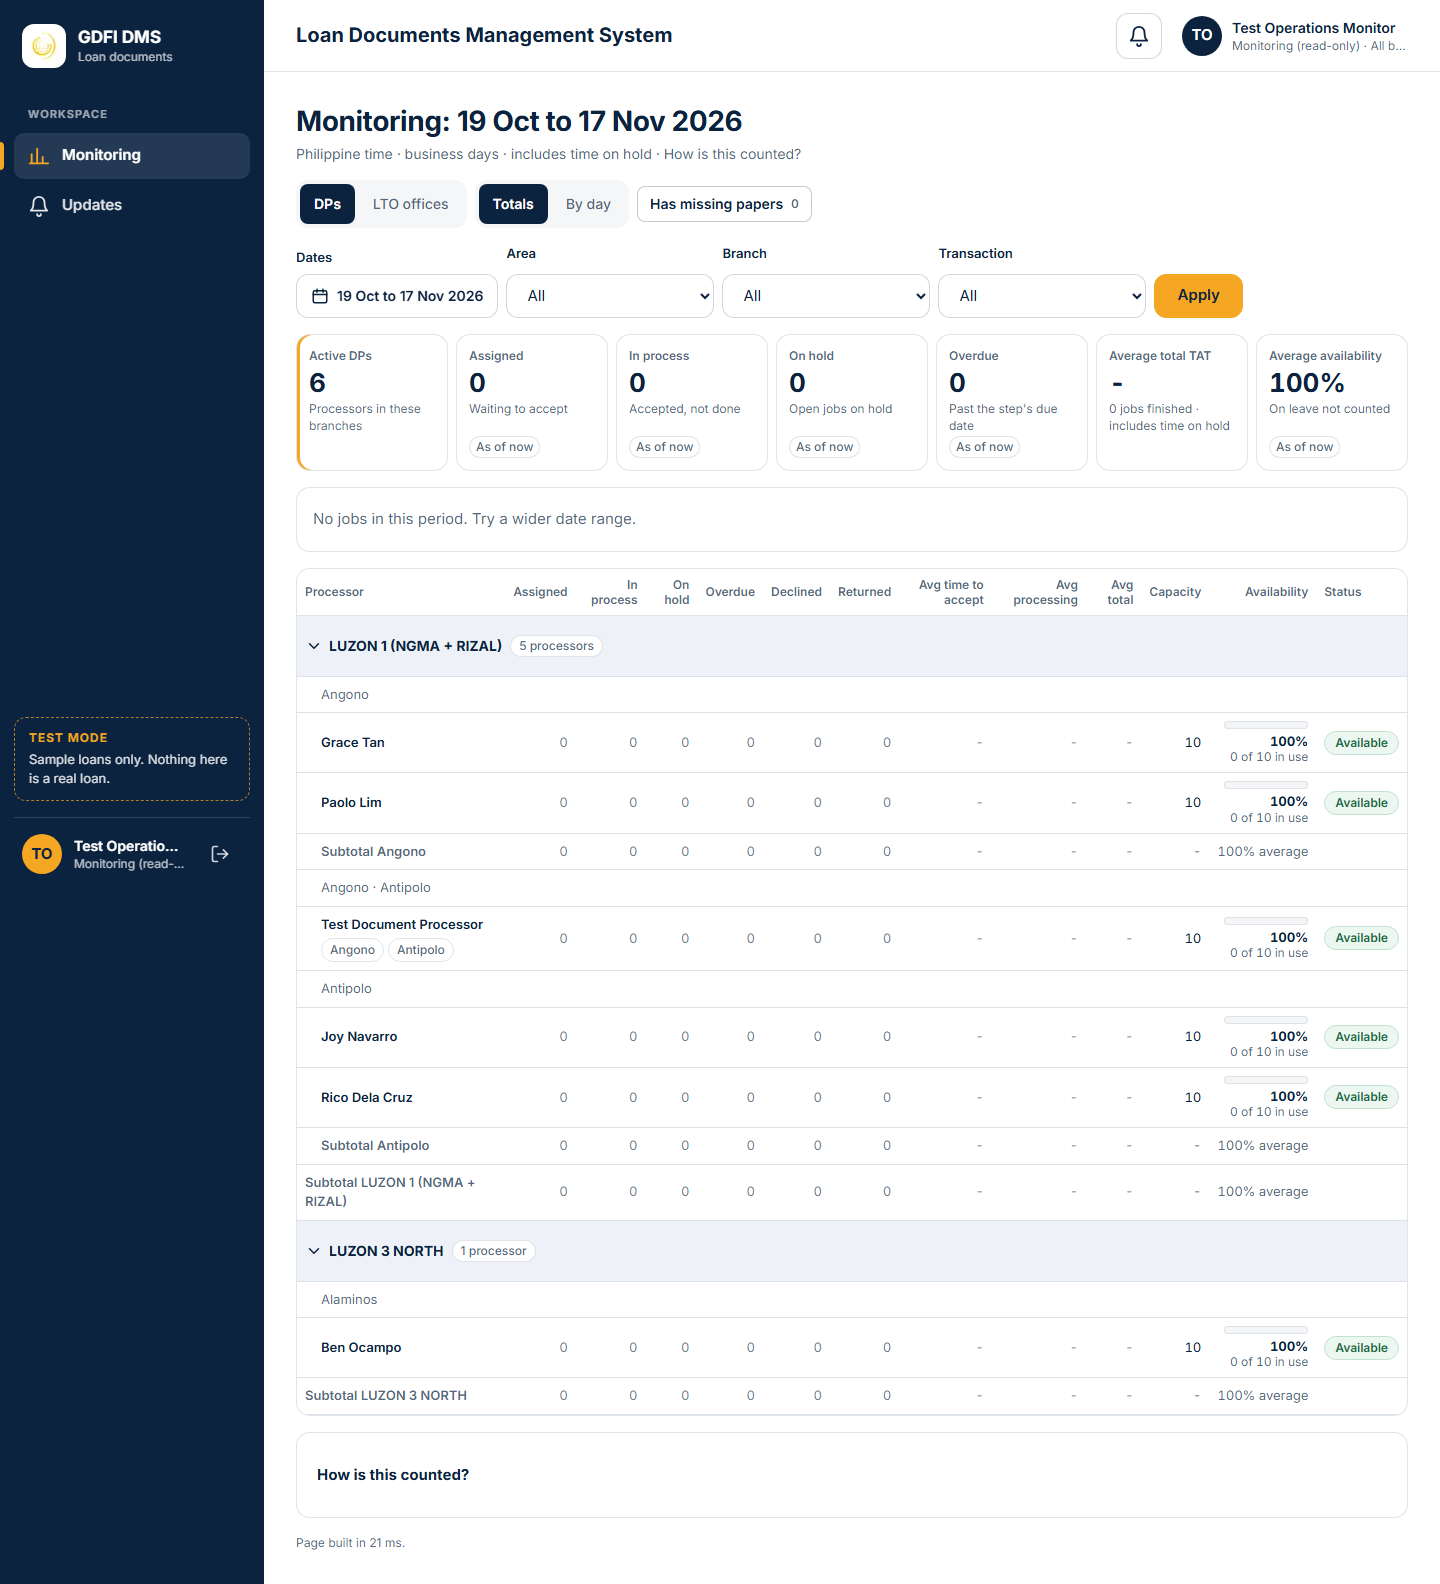 GDFI DMS
Loan documents
WORKSPACE
Monitoring
Updates
TEST MODE
Sample loans only. Nothing here
is a real loan.
TO
Test Operatio...
Monitoring (read-...
Loan Documents Management System
TO
Test Operations Monitor
Monitoring (read-only) · All b...
Monitoring: 19 Oct to 17 Nov 2026
Philippine time · business days · includes time on hold · How is this counted?
DPs LTO offices Totals By day Has missing papers 0
Dates Area Branch Transaction
19 Oct to 17 Nov 2026 All All All Apply
Active DPs
6
Processors in these
branches
Assigned
0
Waiting to accept
As of now
In process
0
Accepted, not done
As of now
On hold
0
Open jobs on hold
As of now
Overdue
0
Past the step's due
date
As of now
Average total TAT
-
0 jobs finished ·
includes time on hold
Average availability
100%
On leave not counted
As of now
No jobs in this period. Try a wider date range.
Processor Assigned In process On hold Overdue Declined Returned Avg time to accept Avg processing Avg total Capacity Availability Status
LUZON 1 (NGMA + RIZAL) 5 processors
Angono
Grace Tan 0 0 0 0 0 0 - - - 10 100% 0 of 10 in use Available
Paolo Lim 0 0 0 0 0 0 - - - 10 100% 0 of 10 in use Available
Subtotal Angono 0 0 0 0 0 0 - - - - 100% average
Angono · Antipolo
Test Document Processor Angono Antipolo 0 0 0 0 0 0 - - - 10 100% 0 of 10 in use Available
Antipolo
Joy Navarro 0 0 0 0 0 0 - - - 10 100% 0 of 10 in use Available
Rico Dela Cruz 0 0 0 0 0 0 - - - 10 100% 0 of 10 in use Available
Subtotal Antipolo 0 0 0 0 0 0 - - - - 100% average
Subtotal LUZON 1 (NGMA + RIZAL) 0 0 0 0 0 0 - - - - 100% average
LUZON 3 NORTH 1 processor
Alaminos
Ben Ocampo 0 0 0 0 0 0 - - - 10 100% 0 of 10 in use Available
Subtotal LUZON 3 NORTH 0 0 0 0 0 0 - - - - 100% average
How is this counted?
Page built in 21 ms.